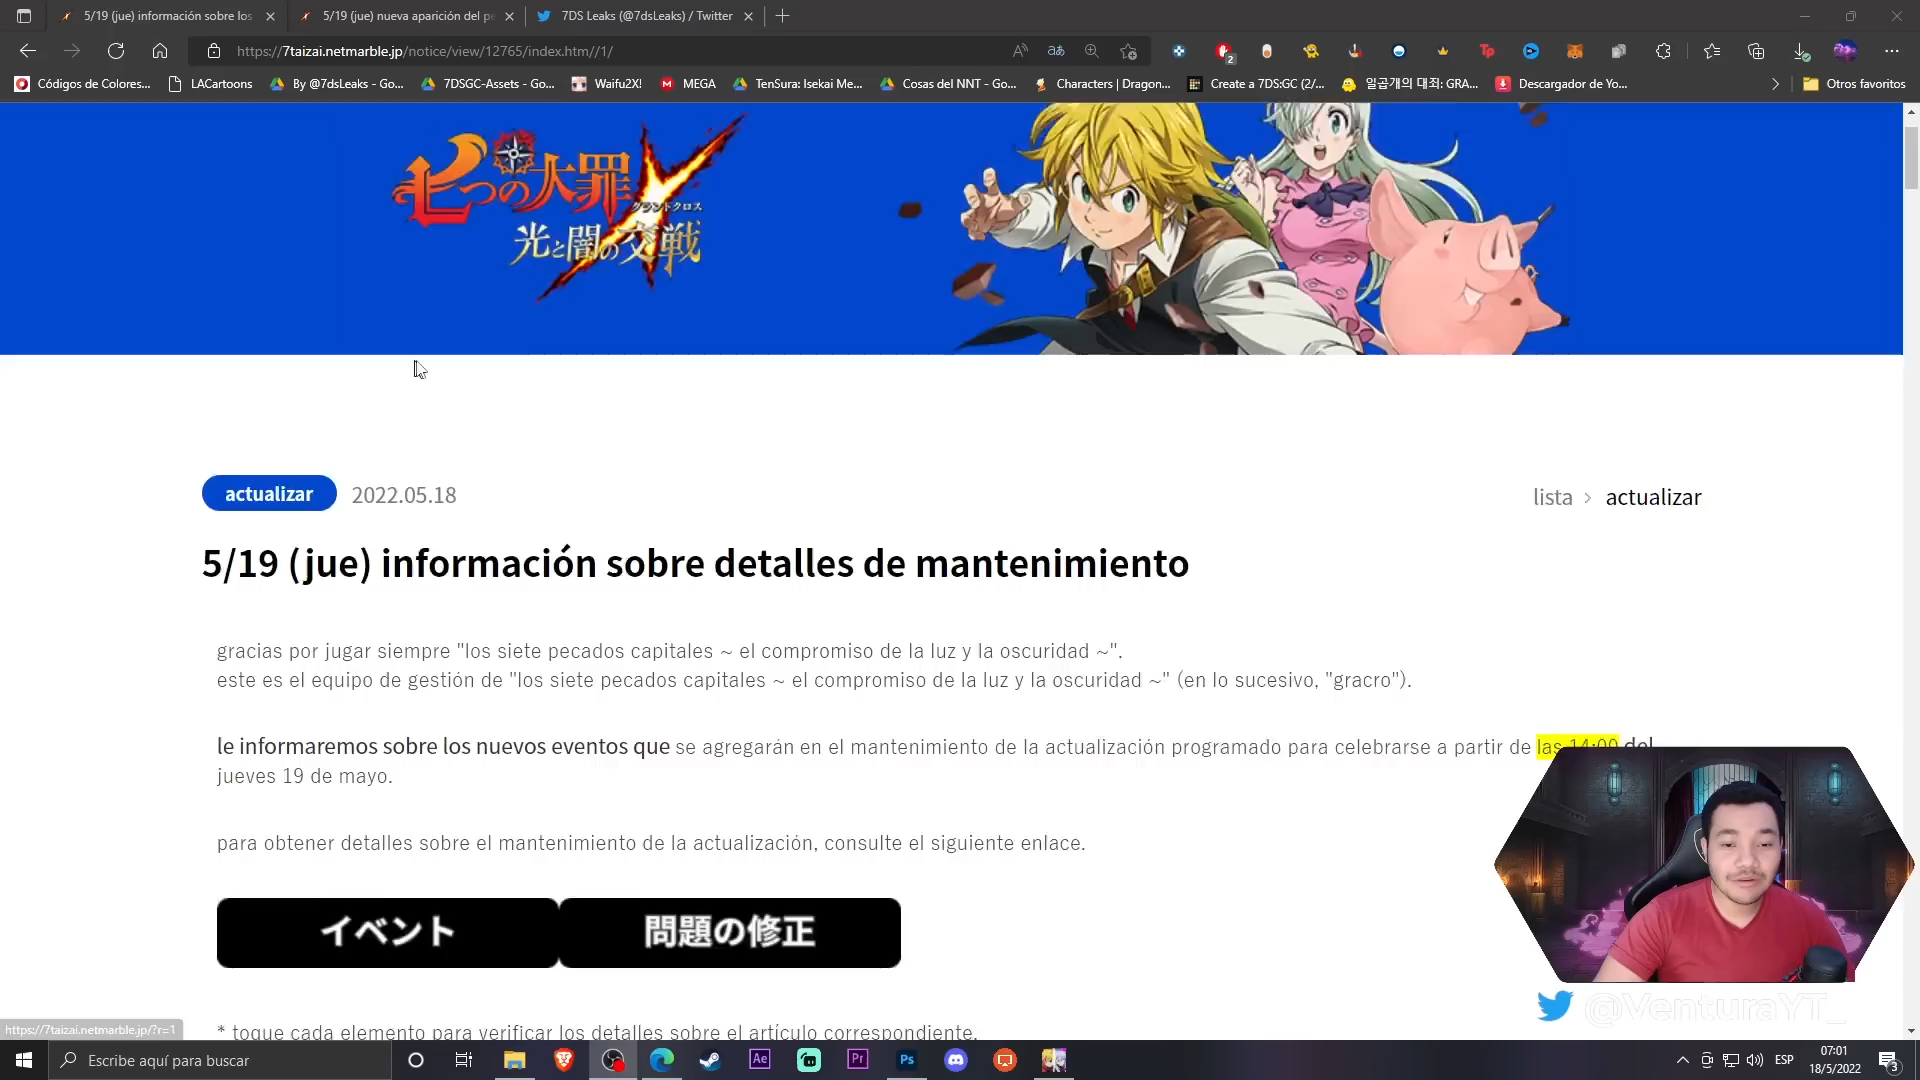 5/19 (jue) información sobre los
5/19 (jue) nueva aparición del pe
7DS Leaks (@7dsLeaks) / Twitter
https://7taizai.netmarble.jp/notice/view/12765/index.htm//1/
Códigos de Colores...
LACartoons
By @7dsLeaks - Go...
7DSGC-Assets - Go...
Waifu2X!
MEGA
TenSura: Isekai Me...
Cosas del NNT - Go...
Characters | Dragon...
Create a 7DS:GC (2/...
일곱개의 대죄: GRA...
Descargador de Yo...
Otros favoritos
七つの大罪
グランドクロス
光と闇の交戦
actualizar 2022.05.18
lista > actualizar
5/19 (jue) información sobre detalles de mantenimiento
gracias por jugar siempre "los siete pecados capitales ~ el compromiso de la luz y la oscuridad ~".
este es el equipo de gestión de "los siete pecados capitales ~ el compromiso de la luz y la oscuridad ~" (en lo sucesivo, "gracro").
le informaremos sobre los nuevos eventos que se agregarán en el mantenimiento de la actualización programado para celebrarse a partir de las 14:00 del
jueves 19 de mayo.
para obtener detalles sobre el mantenimiento de la actualización, consulte el siguiente enlace.
イベント
問題の修正
* toque cada elemento para verificar los detalles sobre el artículo correspondiente.
@VenturaYT_
https://7taizai.netmarble.jp/?r=1
Escribe aquí para buscar
ESP
07:01
18/5/2022